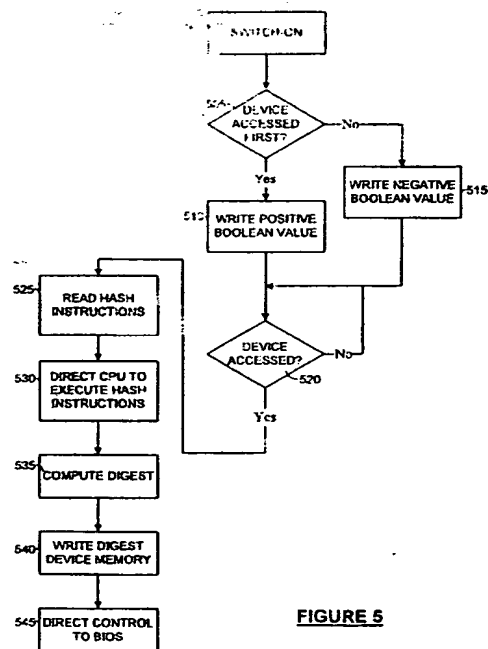 SWITCH-ON
505
DEVICE
ACCESSED
FIRST?
No
Yes
510
WRITE POSITIVE
BOOLEAN VALUE
WRITE NEGATIVE
BOOLEAN VALUE
515
525
READ HASH
INSTRUCTIONS
DEVICE
ACCESSED?
No
520
Yes
530
DIRECT CPU TO
EXECUTE HASH
INSTRUCTIONS
535
COMPUTE DIGEST
540
WRITE DIGEST
DEVICE MEMORY
545
DIRECT CONTROL
TO BIOS
FIGURE 5